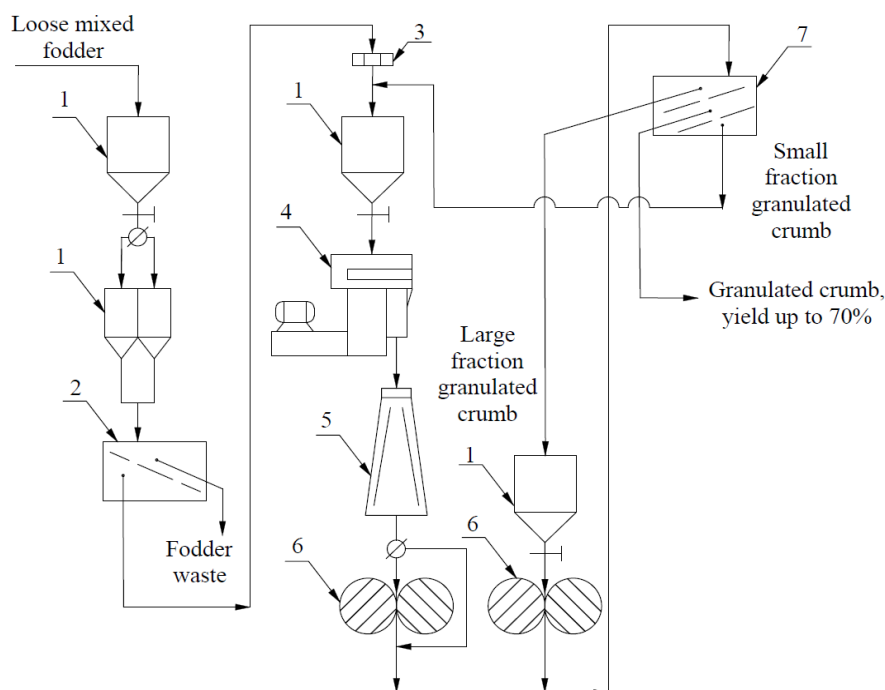 Loose mixed
fodder
1
1
2
Fodder
waste
3
1
4
5
6
Large
fraction
granulated
crumb
1
6
7
Small
fraction
granulated
crumb
Granulated crumb,
yield up to 70%